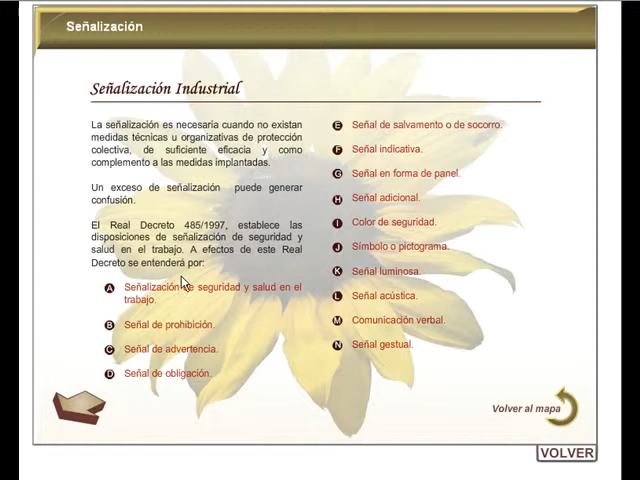 Señalización
Señalización Industrial
La señalización es necesaria cuando no existan
medidas técnicas u organizativas de protección
colectiva, de suficiente eficacia y como
complemento a las medidas implantadas.
Un exceso de señalización puede generar
confusión.
El Real Decreto 485/1997, establece las
disposiciones de señalización de seguridad y
salud en el trabajo. A efectos de este Real
Decreto se entenderá por:
A Señalización de seguridad y salud en el
trabajo.
B Señal de prohibición.
C Señal de advertencia.
D Señal de obligación.
E Señal de salvamento o de socorro.
F Señal indicativa.
G Señal en forma de panel.
H Señal adicional.
I Color de seguridad.
J Símbolo o pictograma.
K Señal luminosa.
L Señal acústica.
M Comunicación verbal.
N Señal gestual.
Volver al mapa
VOLVER